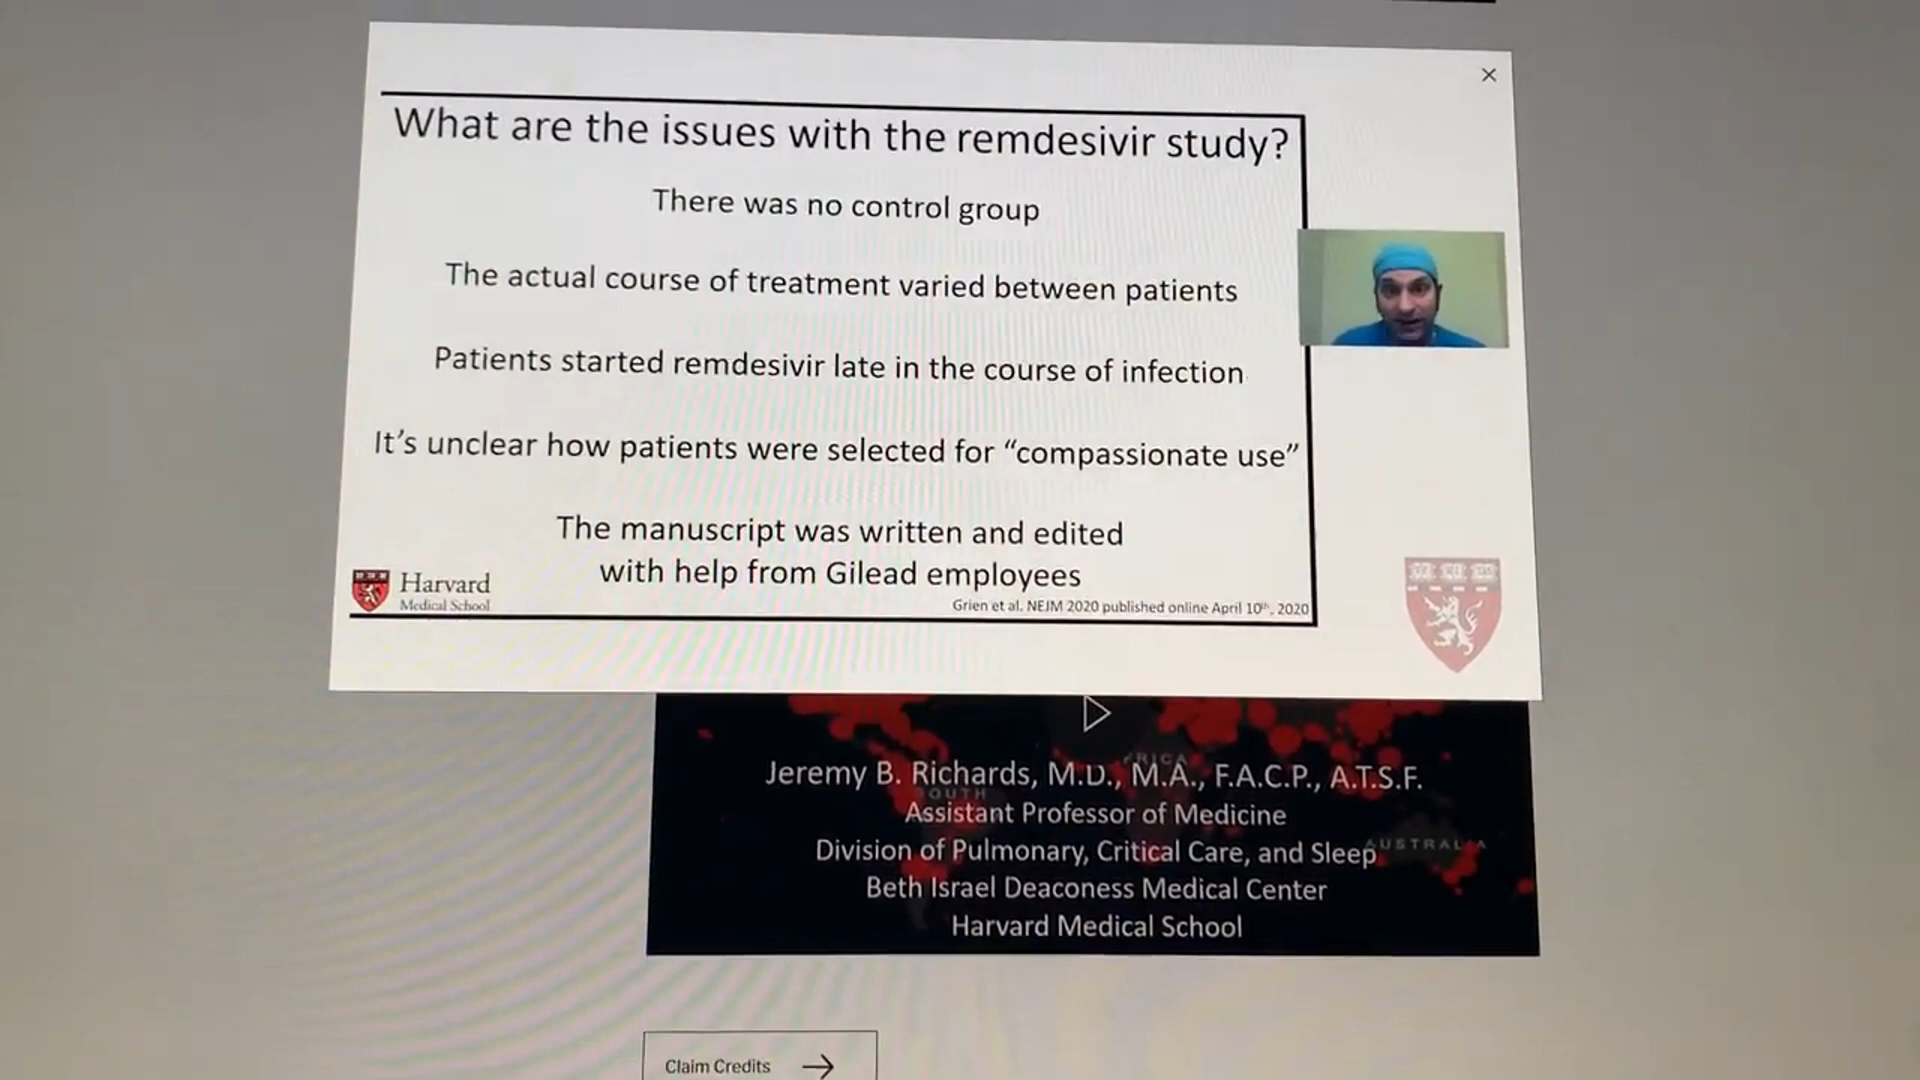 What are the issues with the remdesivir study?
There was no control group
The actual course of treatment varied between patients
Patients started remdesivir late in the course of infection
It's unclear how patients were selected for “compassionate use”
The manuscript was written and edited
with help from Gilead employees
Harvard
Medical School
Grien et al. NEJM 2020 published online April 10th, 2020
Jeremy B. Richards, M.D., M.A., F.A.C.P., A.T.S.F.
Assistant Professor of Medicine
Division of Pulmonary, Critical Care, and Sleep
AUSTRALIA
Beth Israel Deaconess Medical Center
Harvard Medical School
Claim Credits